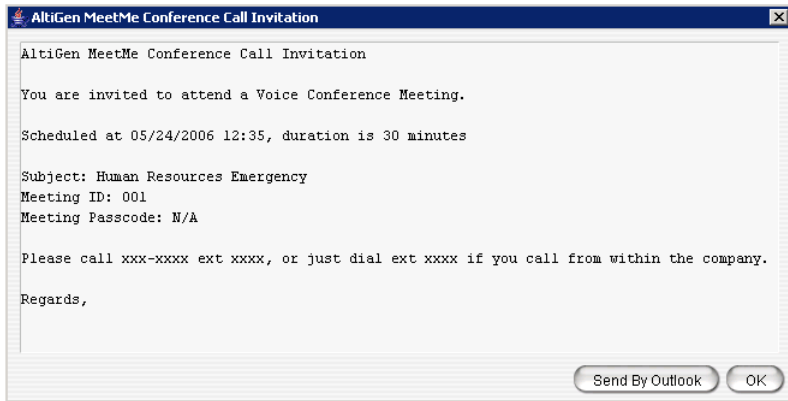 AltiGen MeetMe Conference Call Invitation
AltiGen MeetMe Conference Call Invitation
You are invited to attend a Voice Conference Meeting.
Scheduled at 05/24/2006 12:35, duration is 30 minutes
Subject: Human Resources Emergency
Meeting ID: 001
Meeting Passcode: N/A
Please call xxx-xxxx ext xxxx, or just dial ext xxxx if you call from within the company.
Regards,
Send By Outlook OK